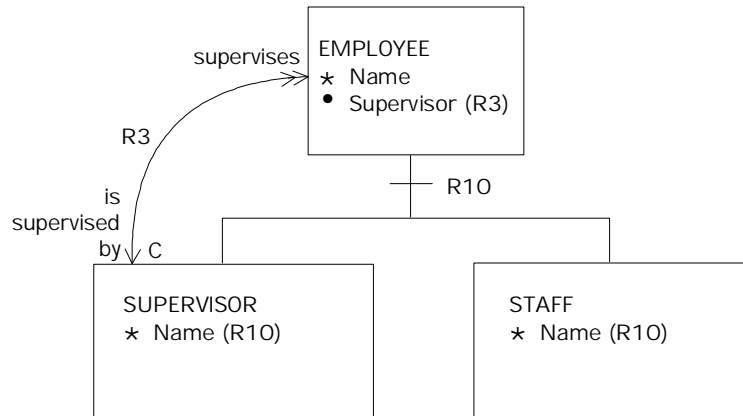 supervises
EMPLOYEE
* Name
• Supervisor (R3)
R3
R10
is
supervised
by
C
SUPERVISOR
* Name (R10)
STAFF
* Name (R10)